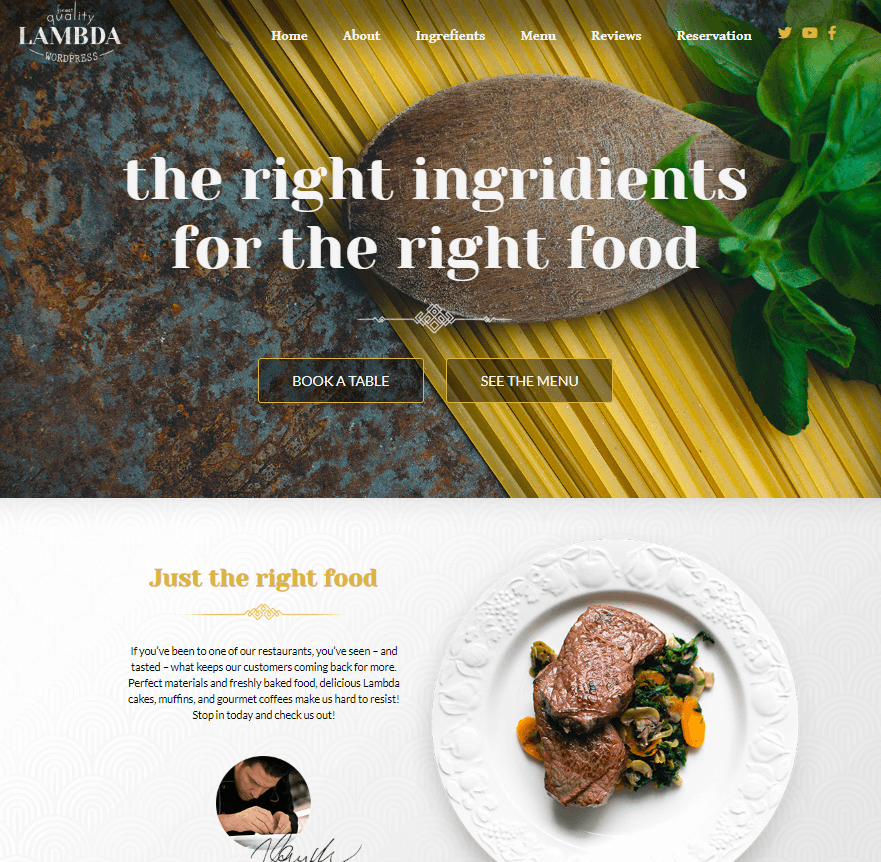 finest
quality
LAMBDA
WORDPRESS
Home About Ingrefients Menu Reviews Reservation
the right ingridients
for the right food
BOOK A TABLE SEE THE MENU
Just the right food
If you've been to one of our restaurants, you've seen – and
tasted – what keeps our customers coming back for more.
Perfect materials and freshly baked food, delicious Lambda
cakes, muffins, and gourmet coffees make us hard to resist!
Stop in today and check us out!